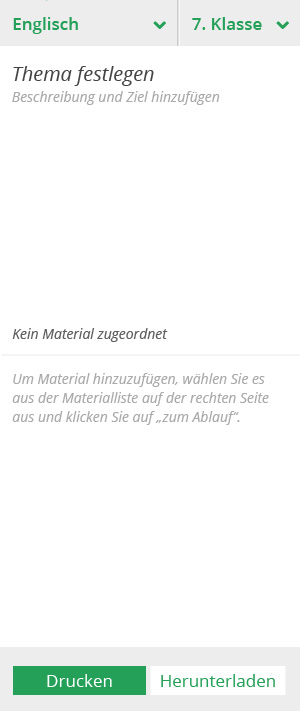 Englisch
7. Klasse
Thema festlegen
Beschreibung und Ziel hinzufügen
Kein Material zugeordnet
Um Material hinzuzufügen, wählen Sie es
aus der Materialliste auf der rechten Seite
aus und klicken Sie auf „zum Ablauf“.
Drucken
Herunterladen